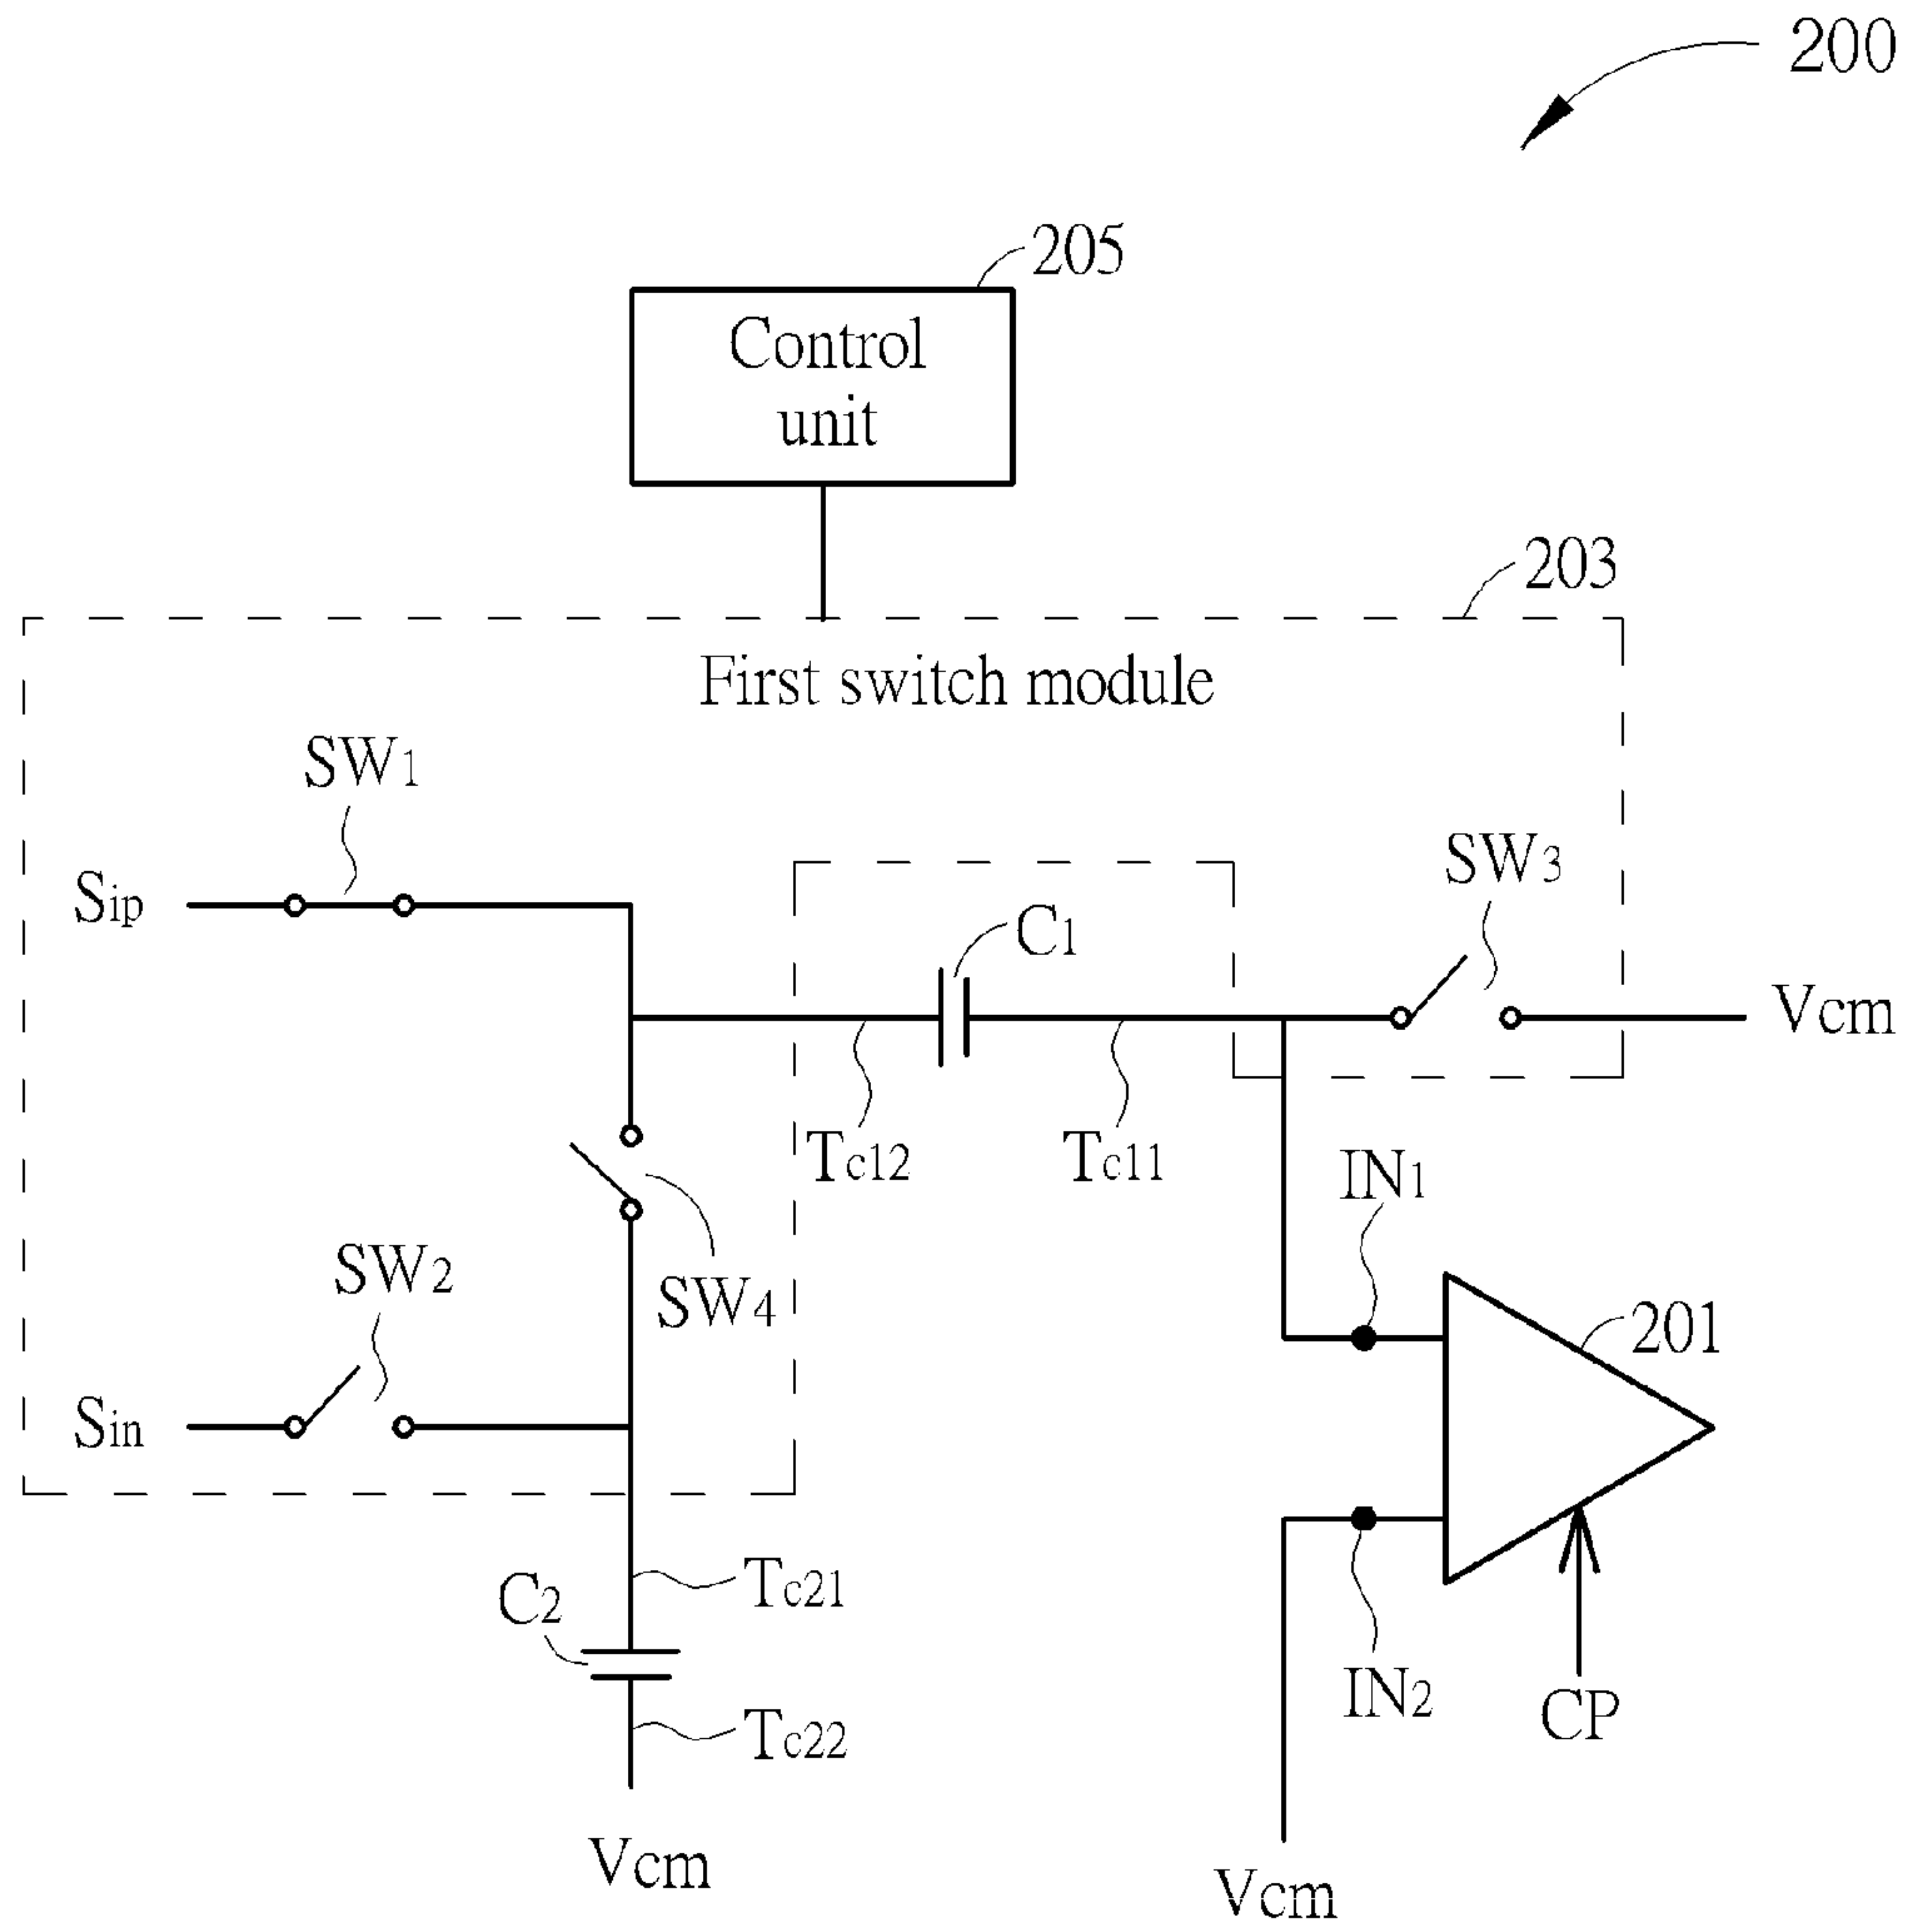 200
205
Control
unit
203
First switch module
SW1
SW3
Sip
C1
Vcm
Tc12
Tc11
IN1
SW2
SW4
201
Sin
Tc21
C2
IN2
CP
Tc22
Vcm
Vcm